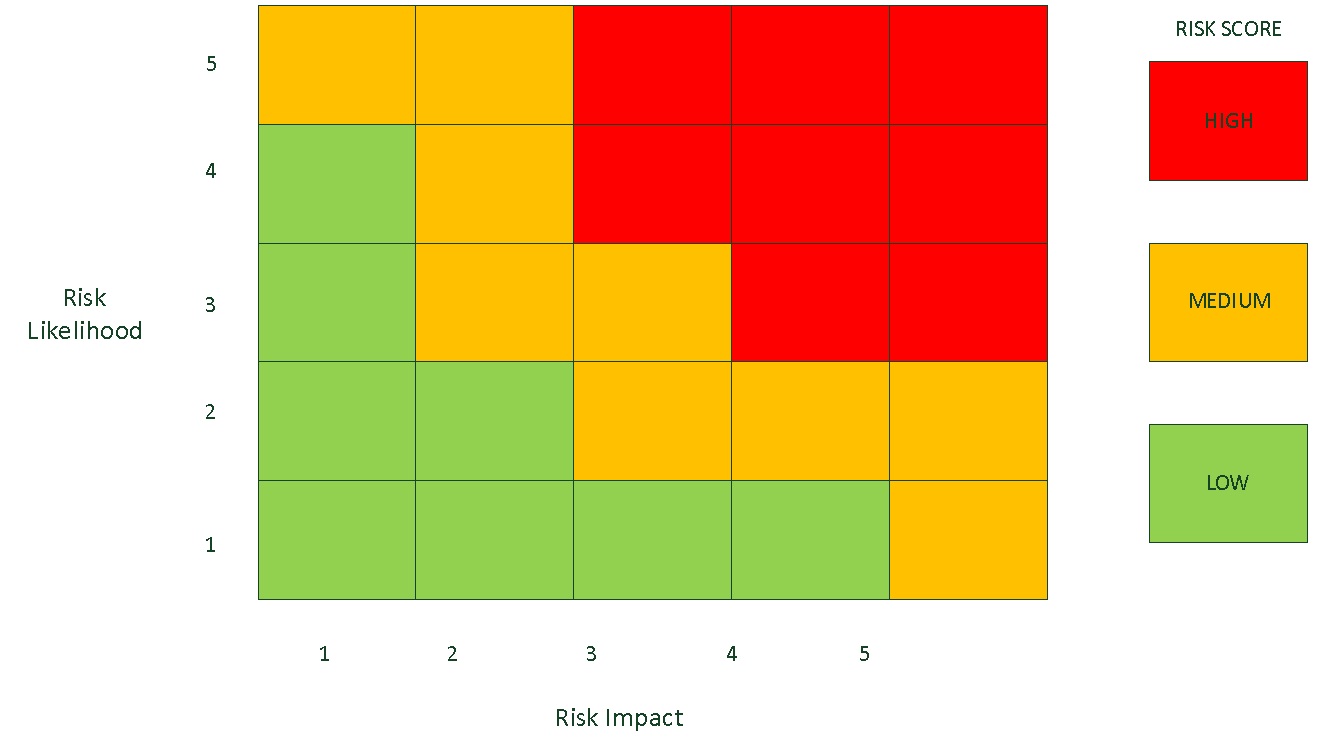 RISK SCORE
5
HIGH
4
Risk
Likelihood
3
MEDIUM
2
LOW
1
1 2 3 4 5
Risk Impact